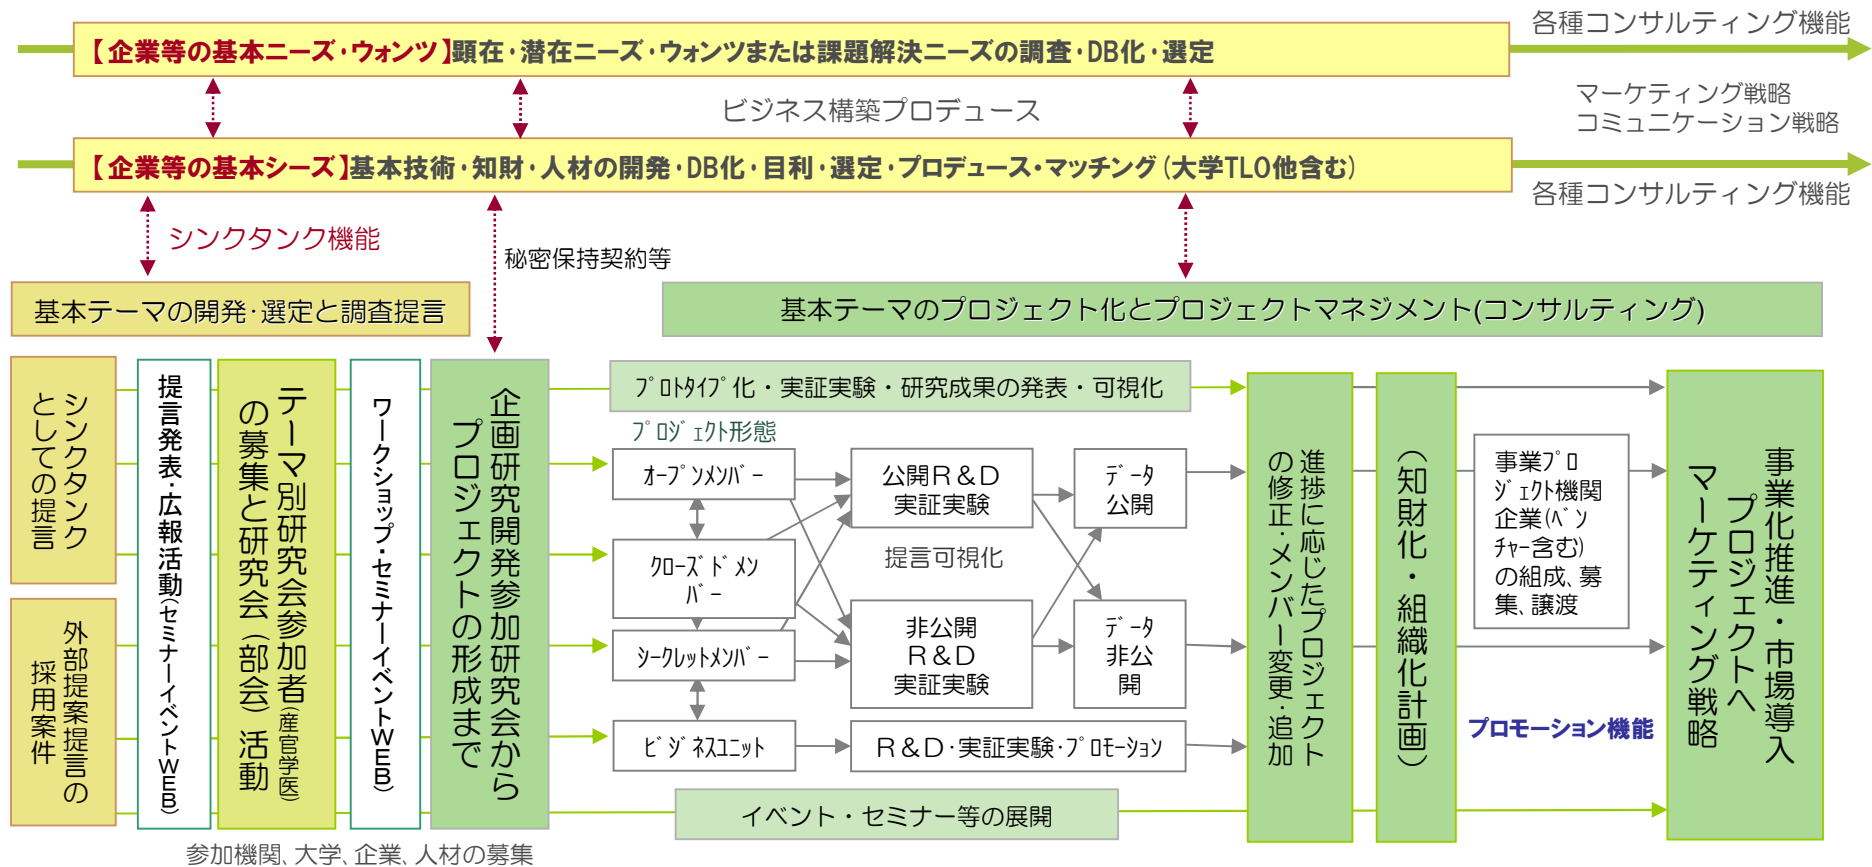 各種コンサルティング機能
【企業等の基本ニーズ・ウォンツ】顕在・潜在ニーズ・ウォンツまたは課題解決ニーズの調査・DB化・選定
ビジネス構築プロデュース
マーケティング戦略
コミュニケーション戦略
【企業等の基本シーズ】基本技術・知財・人材の開発・DB化・目利・選定・プロデュース・マッチング(大学TLO他含む)
各種コンサルティング機能
シンクタンク機能
秘密保持契約等
基本テーマの開発・選定と調査提言
基本テーマのプロジェクト化とプロジェクトマネジメント(コンサルティング)
シンクタンク
としての提言
外部提案提言の
採用案件
提言発表・広報活動(セミナーイベントWEB)
テーマ別研究会参加者(産官学医)
の募集と研究会(部会)活動
ワークショップ・セミナーイベントWEB)
企画研究開発参加研究会から
プロジェクトの形成まで
プロトタイプ化・実証実験・研究成果の発表・可視化
プロジェクト形態
オープンメンバー
クローズドメン
バー
シークレットメンバー
ビジネスユニット
公開R&D
実証実験
提言可視化
非公開
R&D
実証実験
R&D・実証実験・プロモーション
データ
公開
データ
非公
開
イベント・セミナー等の展開
進捗に応じたプロジェクト
の修正・メンバー変更・追加
(知財化・組織化計画)
事業プロ
ジェクト機関
企業(ベン
チャー含む)
の組成、募
集、譲渡
プロモーション機能
事業化推進・市場導入
プロジェクトへ
マーケティング戦略
参加機関、大学、企業、人材の募集